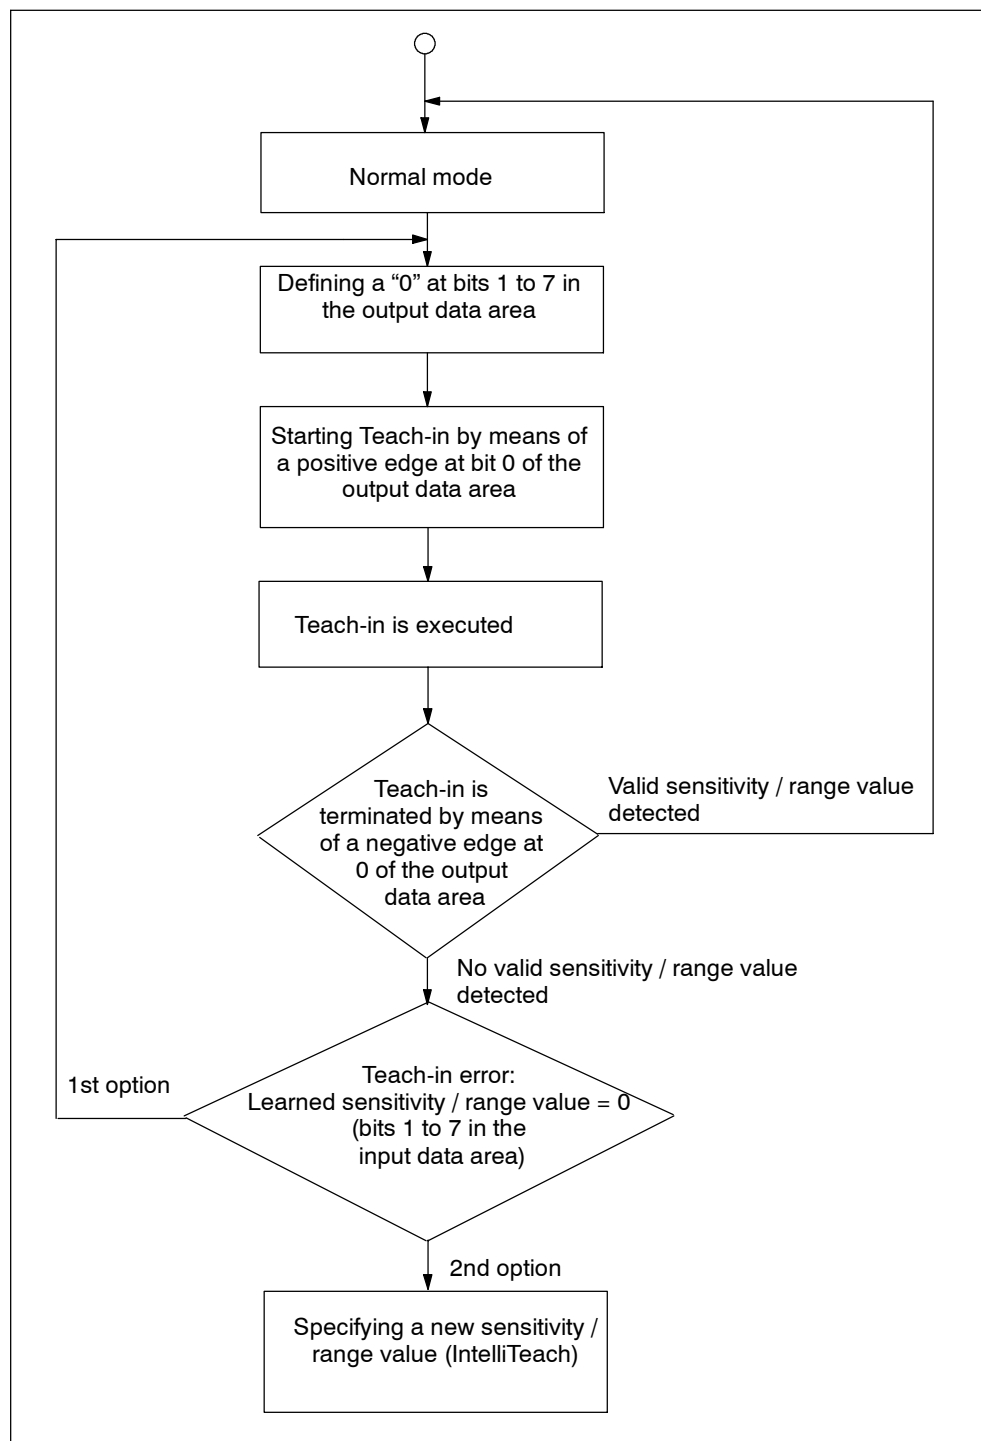 Normal mode
Defining a “0” at bits 1 to 7 in
the output data area
Starting Teach-in by means of
a positive edge at bit 0 of the
output data area
Teach-in is executed
Teach-in is
terminated by means
of a negative edge at
0 of the output
data area
Valid sensitivity / range value
detected
No valid sensitivity / range value
detected
1st option
Teach-in error:
Learned sensitivity / range value = 0
(bits 1 to 7 in the
input data area)
2nd option
Specifying a new sensitivity /
range value (IntelliTeach)